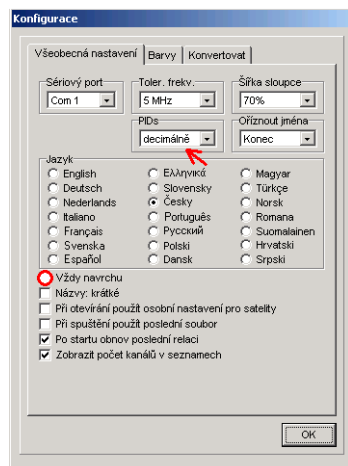 Konfigurace
Všeobecná nastavení Barvy Konvertovat
Sériový port Toler. frekv. Šířka sloupce
Com 1 5 MHz 70%
PIDs Oříznout jména
decimálně Konec
Jazyk
English Ελληνικά Magyar
Deutsch Slovensky Türkçe
Nederlands Česky Norsk
Italiano Português Romana
Français Русский Suomalainen
Svenska Polski Hrvatski
Español Dansk Srpski
Vždy navrchu
Názvy: krátké
Při otevírání použít osobní nastavení pro satelity
Při spuštění použít poslední soubor
Po startu obnov poslední relaci
Zobrazit počet kanálů v seznamech
OK